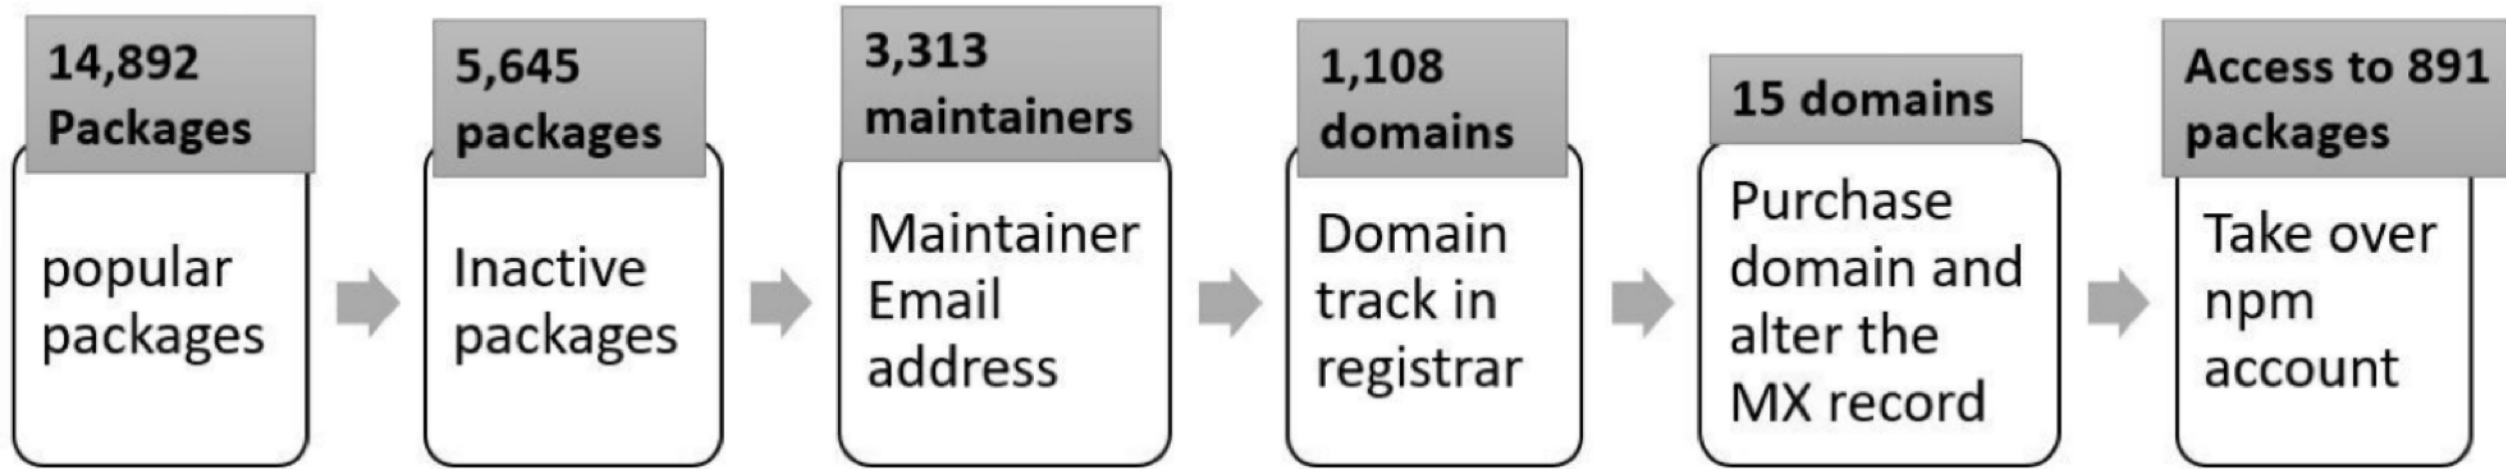 14,892
Packages
popular
packages
5,645
packages
Inactive
packages
3,313
maintainers
Maintainer
Email
address
1,108
domains
Domain
track in
registrar
15 domains
Purchase
domain and
alter the
MX record
Access to 891
packages
Take over
npm
account